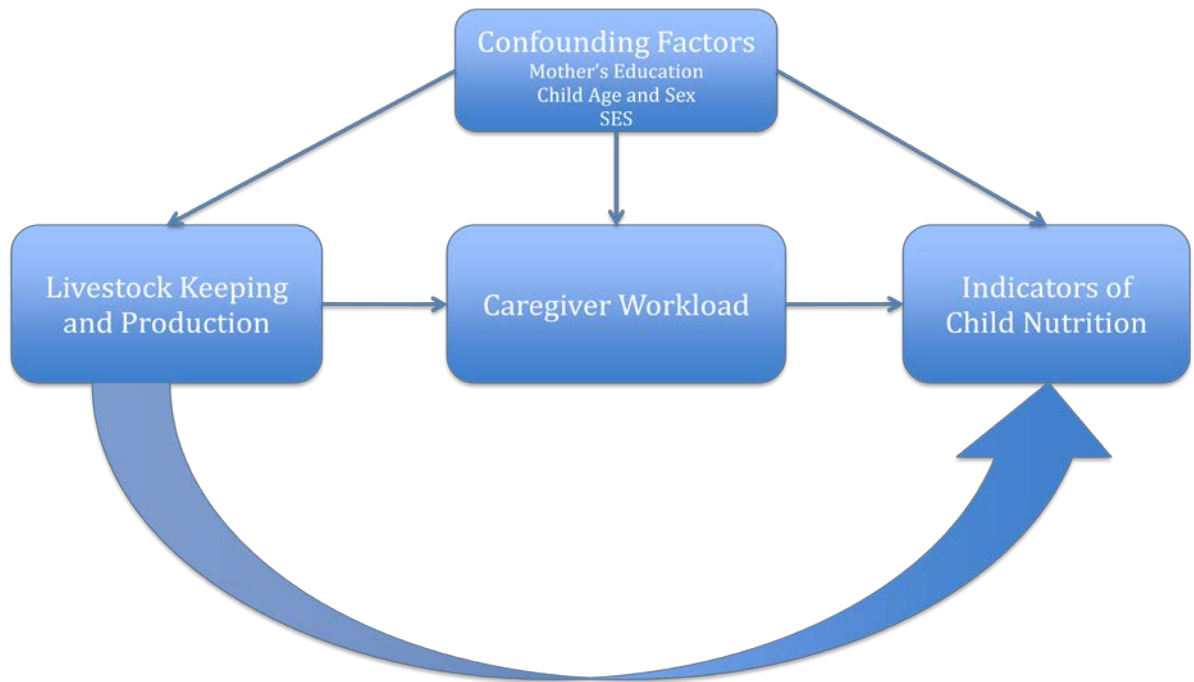 Confounding Factors
Mother's Education
Child Age and Sex
SES
Livestock Keeping
and Production
Caregiver Workload
Indicators of
Child Nutrition